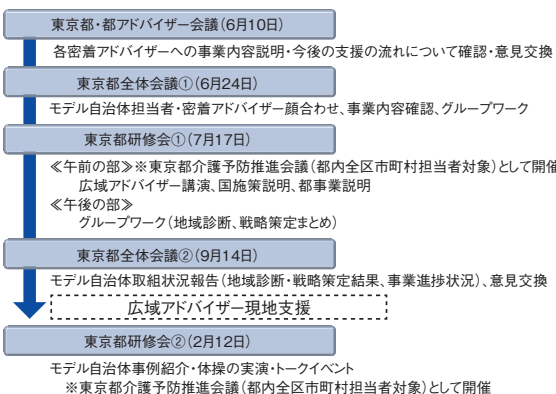 東京都・都アドバイザー会議(6月10日)
各密着アドバイザーへの事業内容説明・今後の支援の流れについて確認・意見交換
東京都全体会議①(6月24日)
モデル自治体担当者・密着アドバイザー顔合わせ、事業内容確認、グループワーク
東京都研修会①(7月17日)
≪午前の部≫※東京都介護予防推進会議(都内全区市町村担当者対象)として開催
広域アドバイザー講演、国施策説明、都事業説明
≪午後の部≫
グループワーク(地域診断、戦略策定まとめ)
東京都全体会議②(9月14日)
モデル自治体取組状況報告(地域診断・戦略策定結果、事業進捗状況)、意見交換
広域アドバイザー現地支援
東京都研修会②(2月12日)
モデル自治体事例紹介・体操の実演・トークイベント
※東京都介護予防推進会議(都内全区市町村担当者対象)として開催